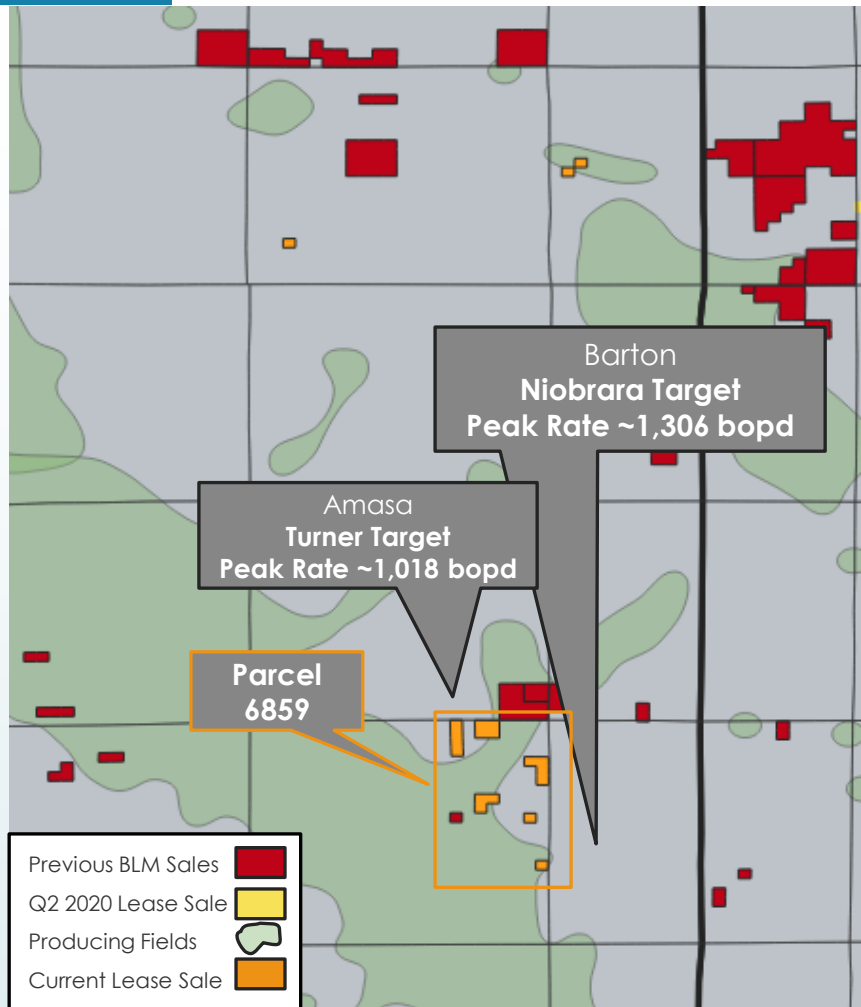 Barton
Niobrara Target
Peak Rate ~1,306 bopd
Amasa
Turner Target
Peak Rate ~1,018 bopd
Parcel
6859
Previous BLM Sales
Q2 2020 Lease Sale
Producing Fields
Current Lease Sale